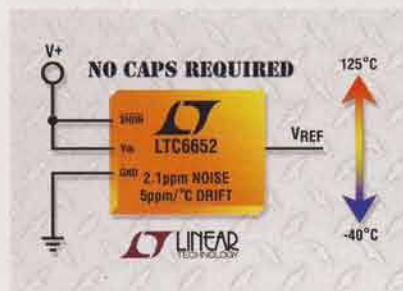 V+
NO CAPS REQUIRED
125°C
SHDN
LTC6652
VREF
VIN
GND
2.1ppm NOISE
5ppm/°C DRIFT
-40°C
LINEAR
TECHNOLOGY